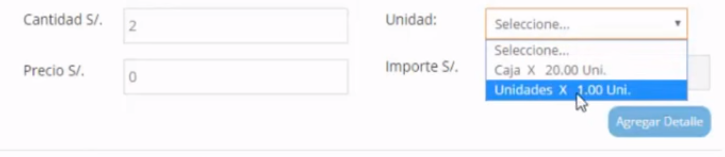 Cantidad S/. 2 Unidad: Seleccione...
Seleccione...
Precio S/. 0 Importe S/. Caja X 20.00 Uni.
Unidades X 1.00 Uni.
Agregar Detalle